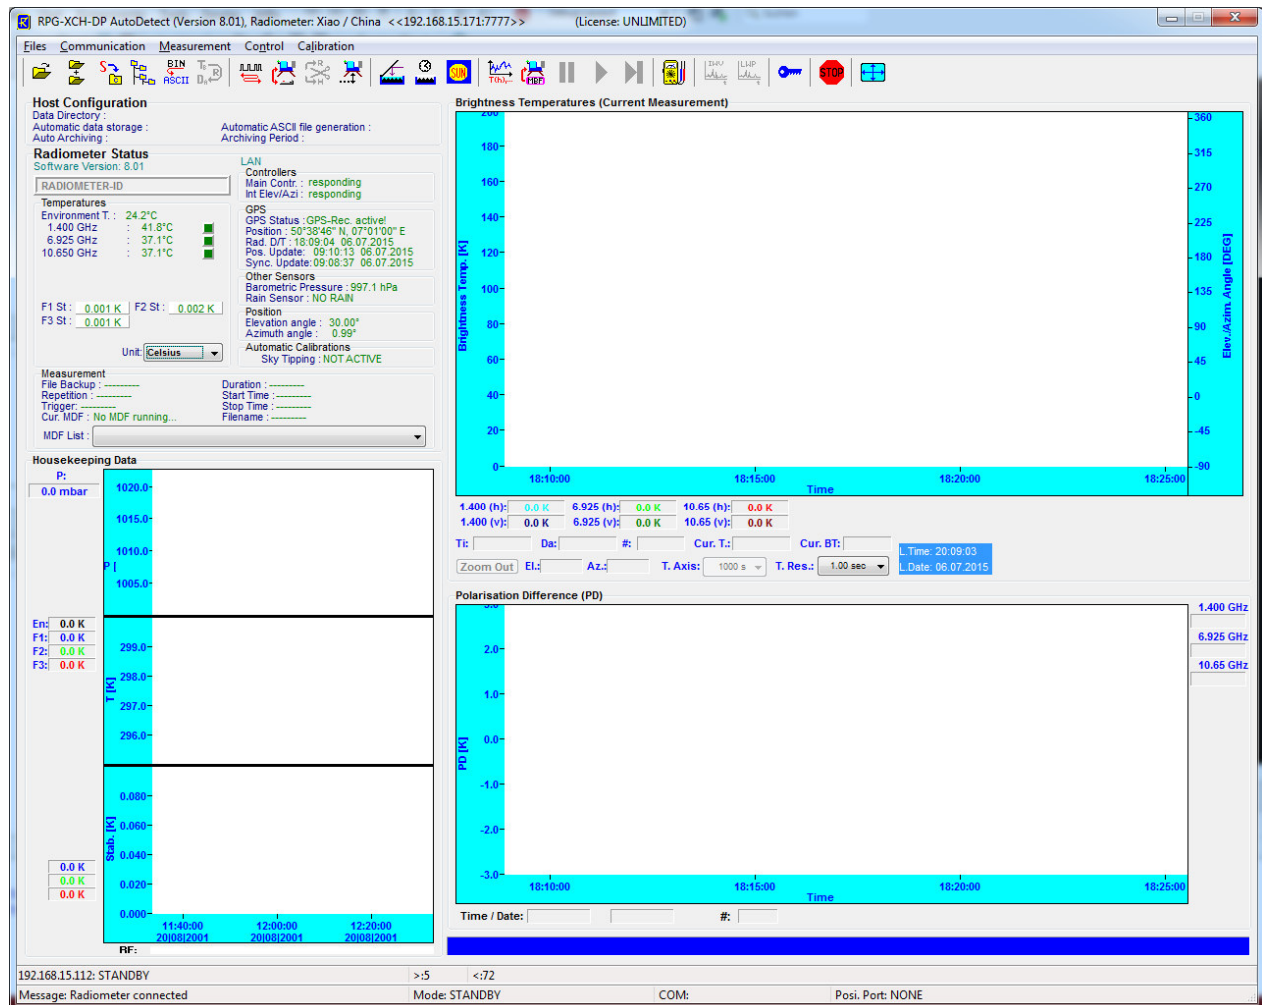 RPG-XCH-DP AutoDetect (Version 8.01), Radiometer: Xiao / China <<192.168.15.171:7777>> (License: UNLIMITED)
Files Communication Measurement Control Calibration
BIN ASCII
SUN
T(h)...
MDF
IWV
LWP
STOP
Host Configuration
Data Directory :
Automatic data storage : Automatic ASCII file generation :
Auto Archiving : Archiving Period :
Radiometer Status
Software Version: 8.01
RADIOMETER-ID
Temperatures
Environment T. : 24.2°C
1.400 GHz : 41.8°C
6.925 GHz : 37.1°C
10.650 GHz : 37.1°C
F1 St : 0.001 K F2 St : 0.002 K
F3 St : 0.001 K
Unit: Celsius
LAN
Controllers
Main Contr. : responding
Int Elev/Azi : responding
GPS
GPS Status : GPS-Rec. active!
Position : 50°38'46" N, 07°01'00" E
Rad. D/T : 18:09:04 06.07.2015
Pos. Update: 09:10:13 06.07.2015
Sync. Update: 09:08:37 06.07.2015
Other Sensors
Barometric Pressure : 997.1 hPa
Rain Sensor : NO RAIN
Position
Elevation angle : 30.00°
Azimuth angle : 0.99°
Automatic Calibrations
Sky Tipping : NOT ACTIVE
Measurement
File Backup : --------- Duration : ---------
Repetition : --------- Start Time : ---------
Trigger: --------- Stop Time : ---------
Cur. MDF : No MDF running... Filename : ---------
MDF List :
Housekeeping Data
P:
0.0 mbar
1020.0
1015.0
1010.0
P [
1005.0
En: 0.0 K
F1: 0.0 K
F2: 0.0 K
F3: 0.0 K
299.0
298.0
T [K]
297.0
296.0
0.080
0.060
Stab. [K]
0.040
0.020
0.000
0.0 K
0.0 K
0.0 K
11:40:00 12:00:00 12:20:00
20|08|2001 20|08|2001 20|08|2001
RF:
Brightness Temperatures (Current Measurement)
Brightness Temp. [K]
200
180
160
140
120
100
80
60
40
20
0
360
315
270
225
180
135
90
45
0
-45
-90
Elev./Azim. Angle [DEG]
18:10:00 18:15:00 18:20:00 18:25:00
Time
1.400 (h): 0.0 K 6.925 (h): 0.0 K 10.65 (h): 0.0 K
1.400 (v): 0.0 K 6.925 (v): 0.0 K 10.65 (v): 0.0 K
Ti: Da: #: Cur. T.: Cur. BT:
Zoom Out El.: Az.: T. Axis: 1000 s T. Res.: 1.00 sec
L.Time: 20:09:03
L.Date: 06.07.2015
Polarisation Difference (PD)
3.0
2.0
1.0
0.0
-1.0
-2.0
-3.0
PD [K]
1.400 GHz
6.925 GHz
10.65 GHz
18:10:00 18:15:00 18:20:00 18:25:00
Time
Time / Date: #:
192.168.15.112: STANDBY >:5 <:72
Message: Radiometer connected Mode: STANDBY COM: Posi. Port: NONE